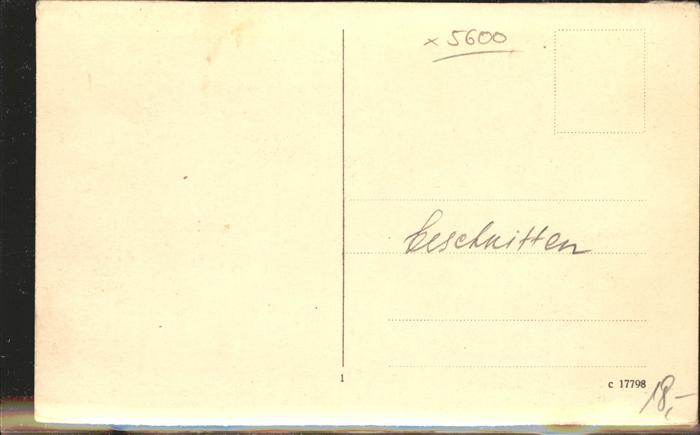 x 5600
beschnitten
1
c 17798
18,-